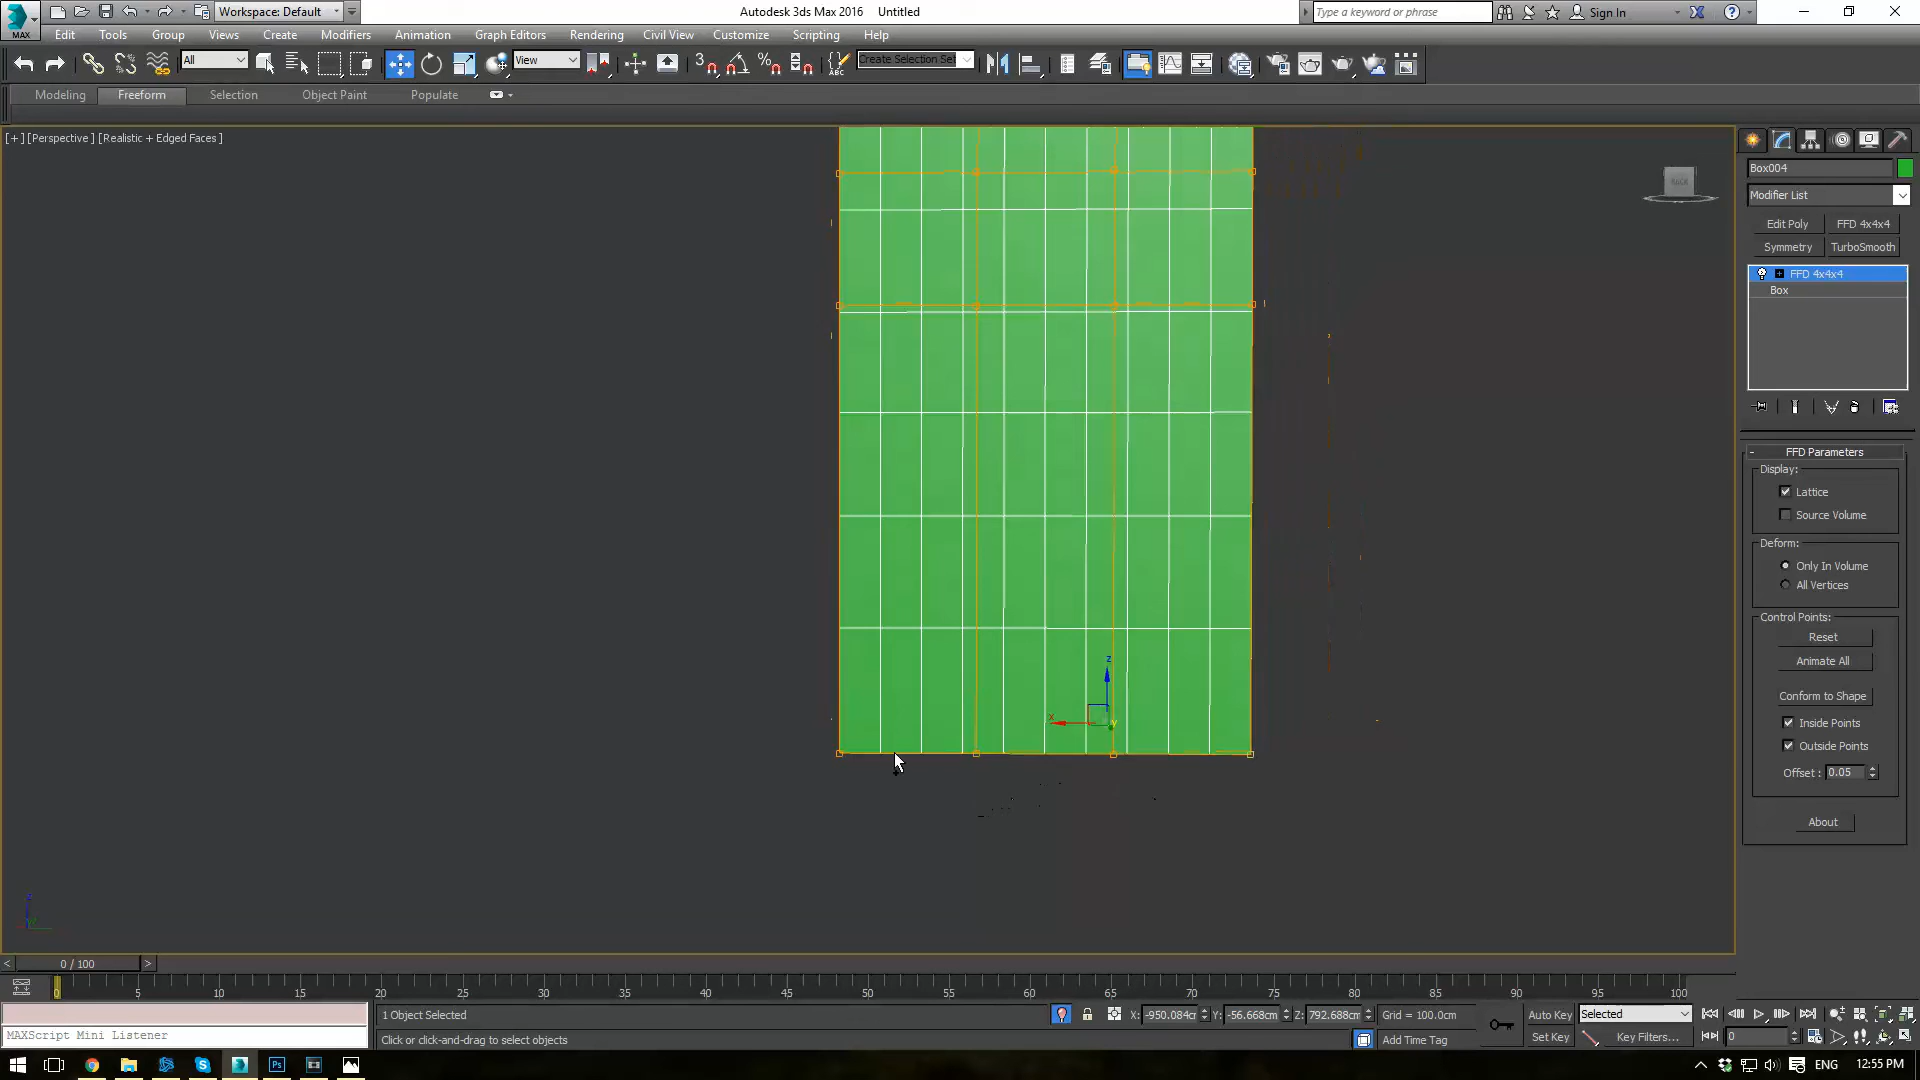 Workspace: Default
Autodesk 3ds Max 2016 Untitled
Type a keyword or phrase
Sign In
MAX
Edit Tools Group Views Create Modifiers Animation Graph Editors Rendering Civil View Customize Scripting Help
All
View
3
ABC
Create Selection Set
Modeling Freeform Selection Object Paint Populate
[+] [Perspective] [Realistic + Edged Faces]
BACK
Box004
Modifier List
Edit Poly FFD 4x4x4
Symmetry TurboSmooth
FFD 4x4x4
Box
FFD Parameters
Display:
Lattice
Source Volume
Deform:
Only In Volume
All Vertices
Control Points:
Reset
Animate All
Conform to Shape
Inside Points
Outside Points
Offset : 0.05
About
z
x
y
0 / 100
0 5 10 15 20 25 30 35 40 45 50 55 60 65 70 75 80 85 90 95 100
1 Object Selected
X: -950.084cm Y: -56.668cm Z: 792.688cm Grid = 100.0cm
Auto Key Selected
MAXScript Mini Listener
Click or click-and-drag to select objects
Add Time Tag
Set Key Key Filters... 0
ENG 12:55 PM